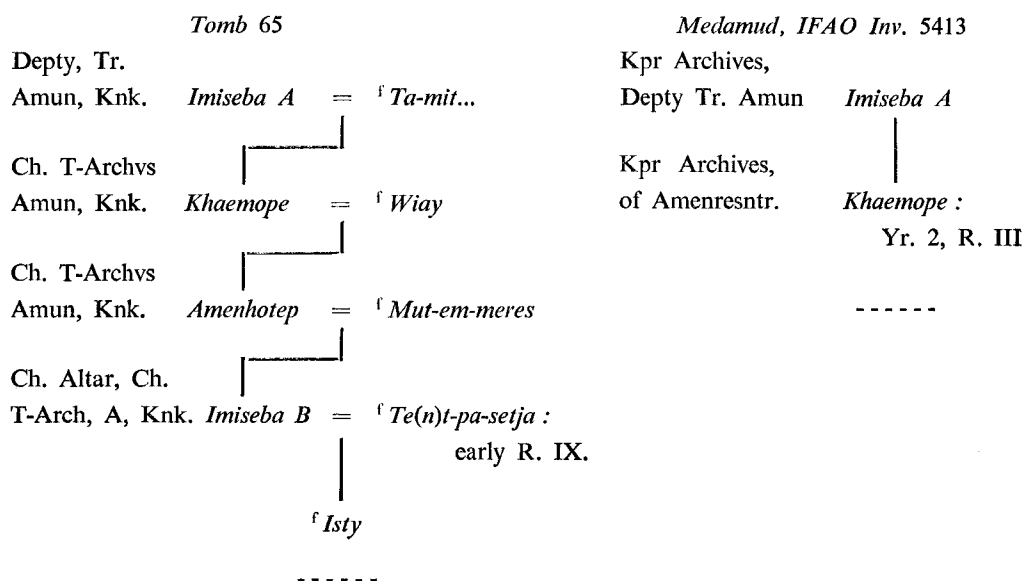 Tomb 65
Depty, Tr.
Amun, Knk. Imiseba A = f Ta-mit...
Ch. T-Archvs
Amun, Knk. Khaemope = f Wiay
Ch. T-Archvs
Amun, Knk. Amenhotep = f Mut-em-meres
Ch. Altar, Ch.
T-Arch, A, Knk. Imiseba B = f Te(n)t-pa-setja :
early R. IX.
f Isty
Medamud, IFAO Inv. 5413
Kpr Archives,
Depty Tr. Amun Imiseba A
Kpr Archives,
of Amenresntr. Khaemope :
Yr. 2, R. III